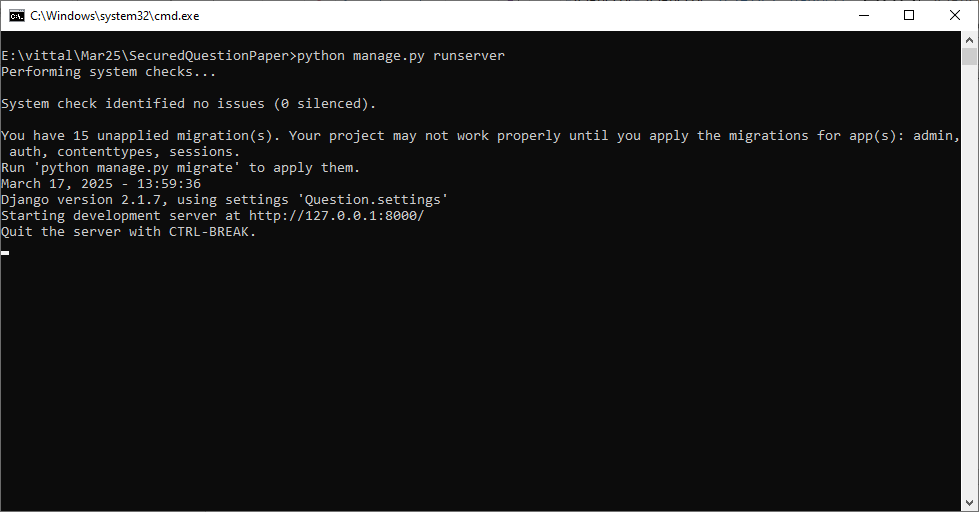 C:\Windows\system32\cmd.exe
E:\vittal\Mar25\SecuredQuestionPaper>python manage.py runserver
Performing system checks...
System check identified no issues (0 silenced).
You have 15 unapplied migration(s). Your project may not work properly until you apply the migrations for app(s): admin,
 auth, contenttypes, sessions.
Run 'python manage.py migrate' to apply them.
March 17, 2025 - 13:59:36
Django version 2.1.7, using settings 'Question.settings'
Starting development server at http://127.0.0.1:8000/
Quit the server with CTRL-BREAK.